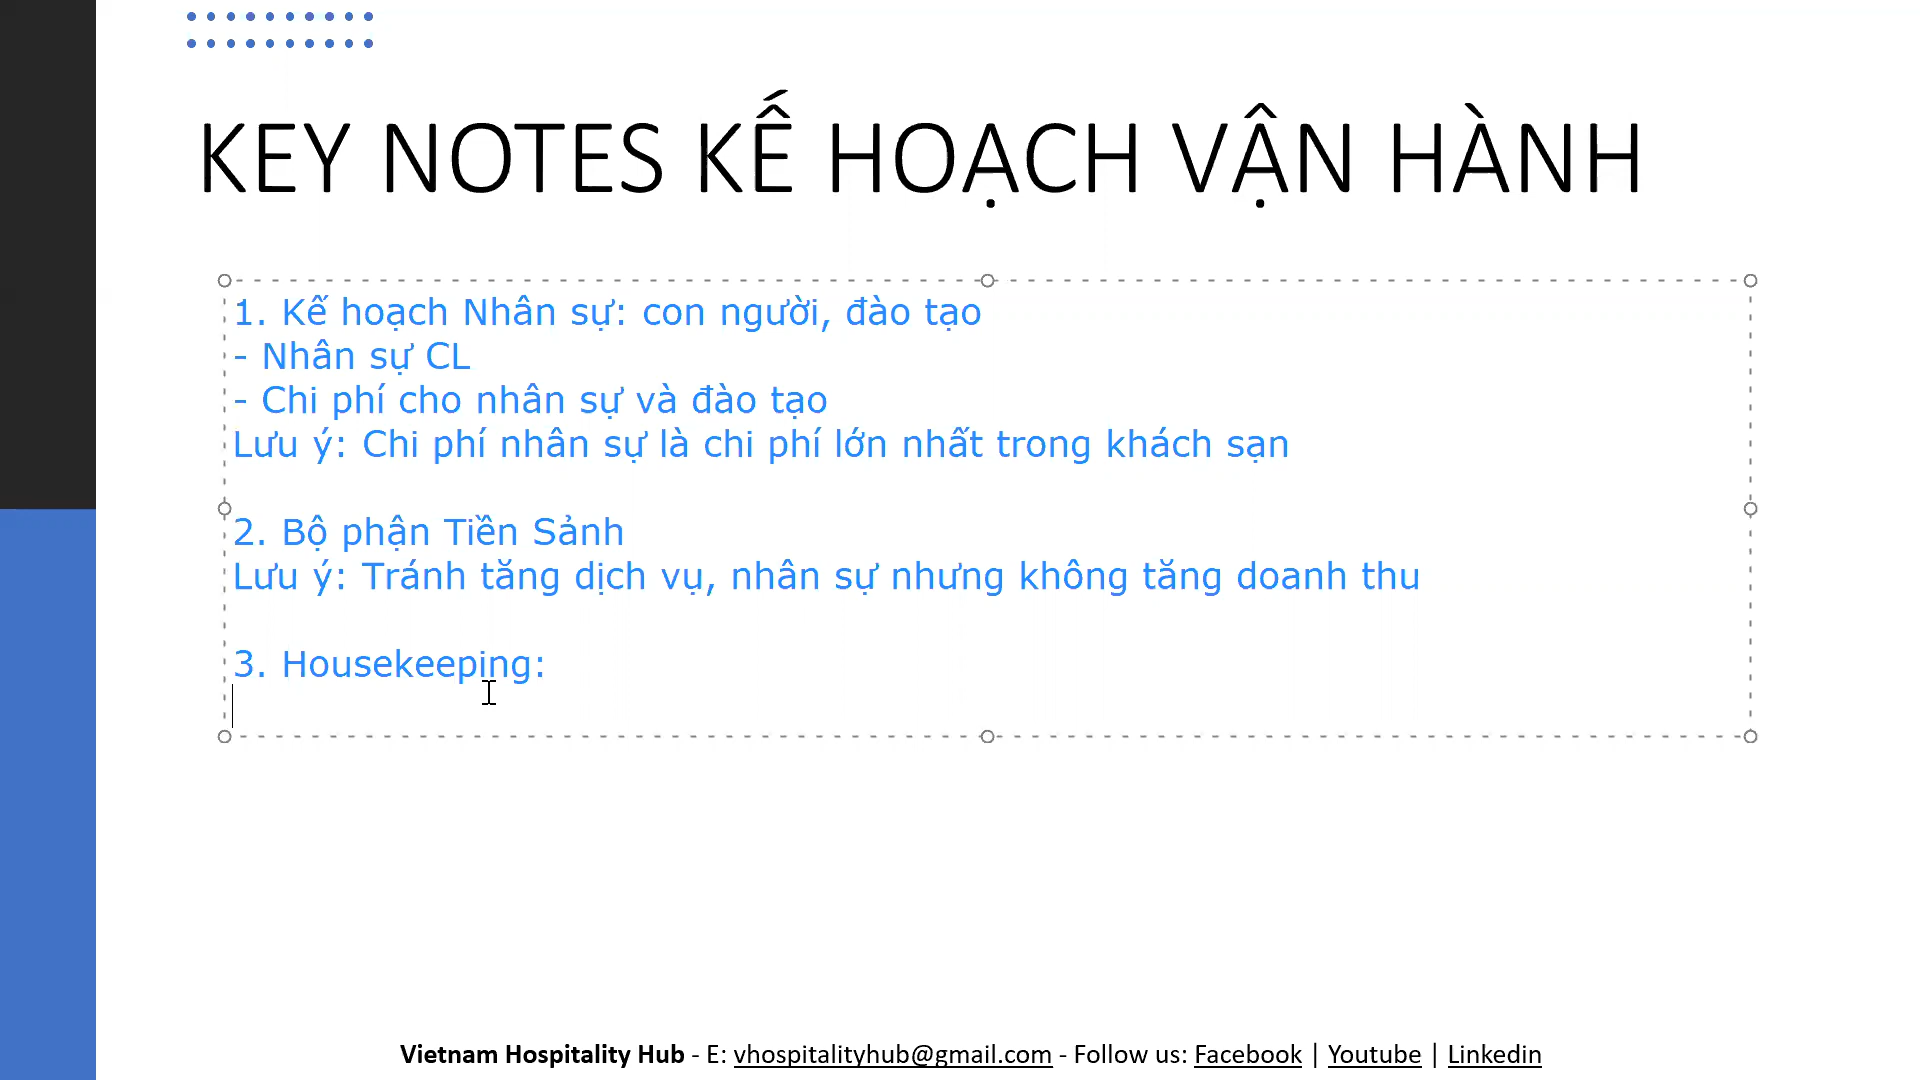 KEY NOTES KẾ HOẠCH VẬN HÀNH
1. Kế hoạch Nhân sự: con người, đào tạo
- Nhân sự CL
- Chi phí cho nhân sự và đào tạo
Lưu ý: Chi phí nhân sự là chi phí lớn nhất trong khách sạn
2. Bộ phận Tiền Sảnh
Lưu ý: Tránh tăng dịch vụ, nhân sự nhưng không tăng doanh thu
3. Housekeeping:
Vietnam Hospitality Hub - E: vhospitalityhub@gmail.com - Follow us: Facebook | Youtube | Linkedin